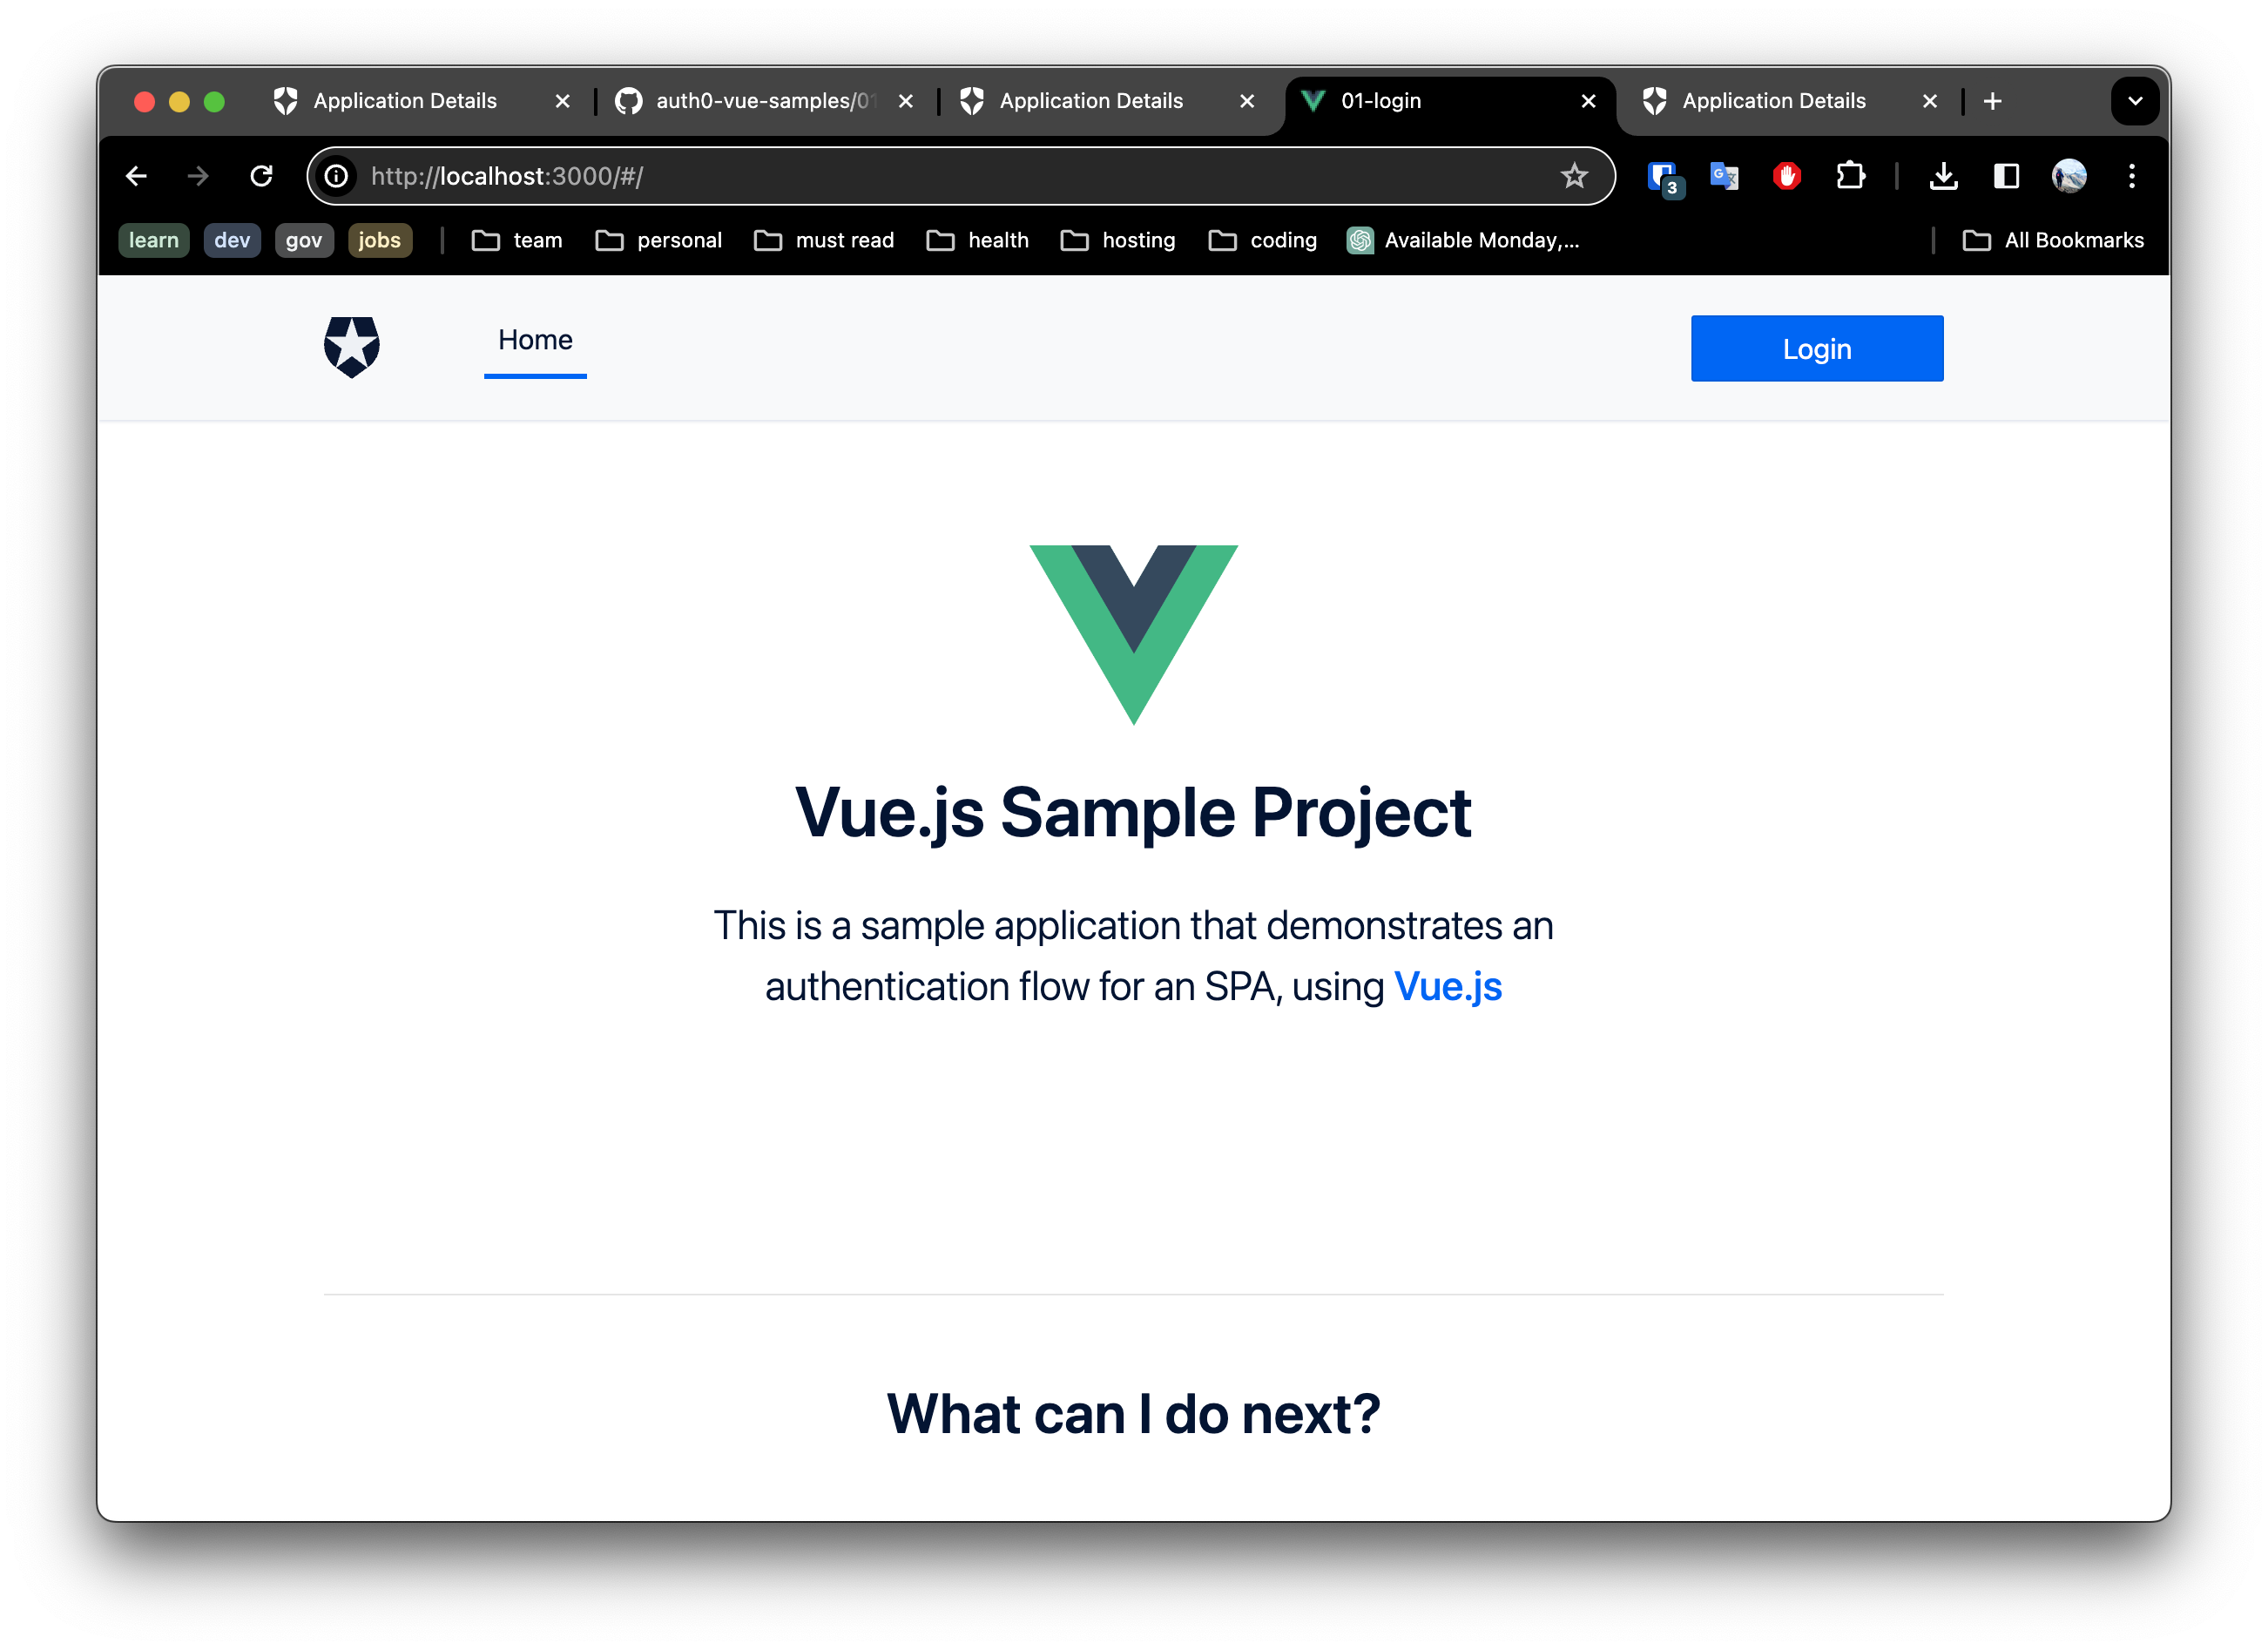 Application Details
auth0-vue-samples/01
Application Details
01-login
Application Details
http://localhost:3000/#/
3
learn dev gov jobs team personal must read health hosting coding Available Monday,... All Bookmarks
Home
Login
Vue.js Sample Project
This is a sample application that demonstrates an
authentication flow for an SPA, using Vue.js
What can I do next?